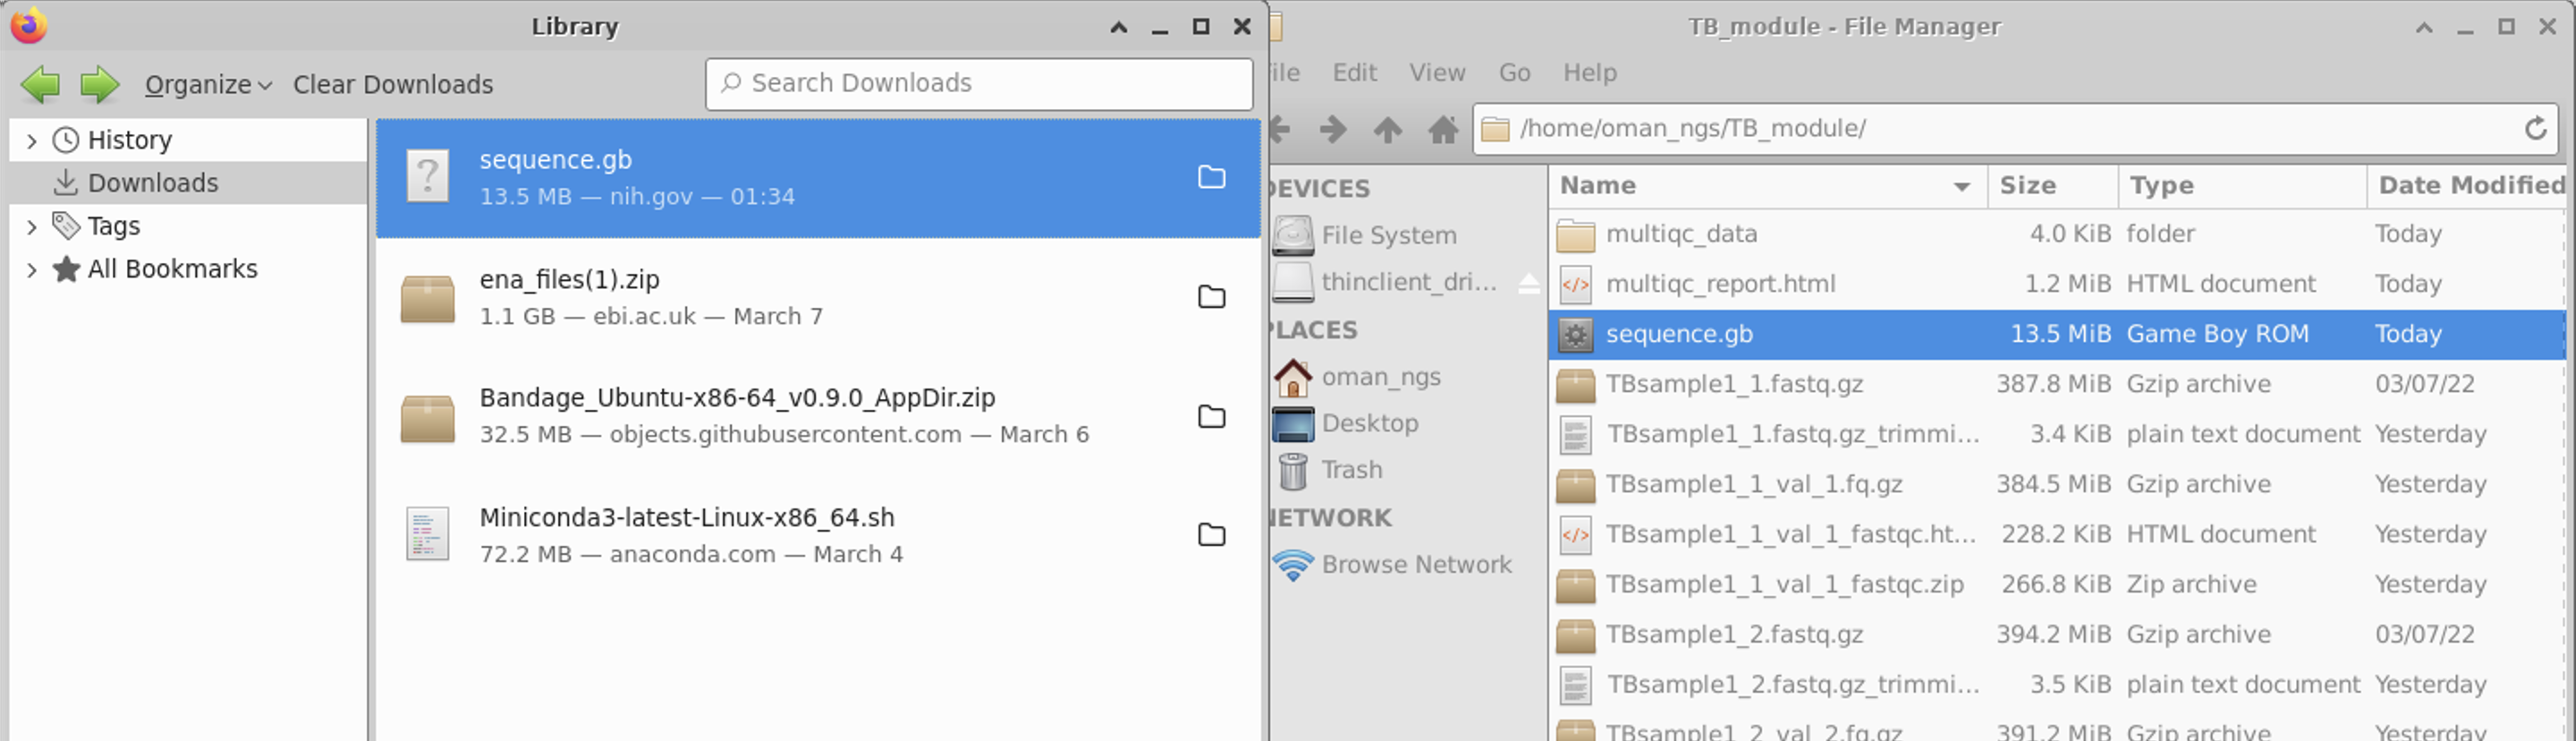 Library
Organize Clear Downloads
Search Downloads
History
Downloads
Tags
All Bookmarks
sequence.gb
13.5 MB — nih.gov — 01:34
ena_files(1).zip
1.1 GB — ebi.ac.uk — March 7
Bandage_Ubuntu-x86-64_v0.9.0_AppDir.zip
32.5 MB — objects.githubusercontent.com — March 6
Miniconda3-latest-Linux-x86_64.sh
72.2 MB — anaconda.com — March 4
TB_module - File Manager
ile Edit View Go Help
/home/oman_ngs/TB_module/
DEVICES
File System
thinclient_dri...
PLACES
oman_ngs
Desktop
Trash
NETWORK
Browse Network
Name Size Type Date Modified
multiqc_data 4.0 KiB folder Today
multiqc_report.html 1.2 MiB HTML document Today
sequence.gb 13.5 MiB Game Boy ROM Today
TBsample1_1.fastq.gz 387.8 MiB Gzip archive 03/07/22
TBsample1_1.fastq.gz_trimmi... 3.4 KiB plain text document Yesterday
TBsample1_1_val_1.fq.gz 384.5 MiB Gzip archive Yesterday
TBsample1_1_val_1_fastqc.ht... 228.2 KiB HTML document Yesterday
TBsample1_1_val_1_fastqc.zip 266.8 KiB Zip archive Yesterday
TBsample1_2.fastq.gz 394.2 MiB Gzip archive 03/07/22
TBsample1_2.fastq.gz_trimmi... 3.5 KiB plain text document Yesterday
TBsample1_2_val_2.fq.gz 391.2 MiB Gzip archive Yesterday